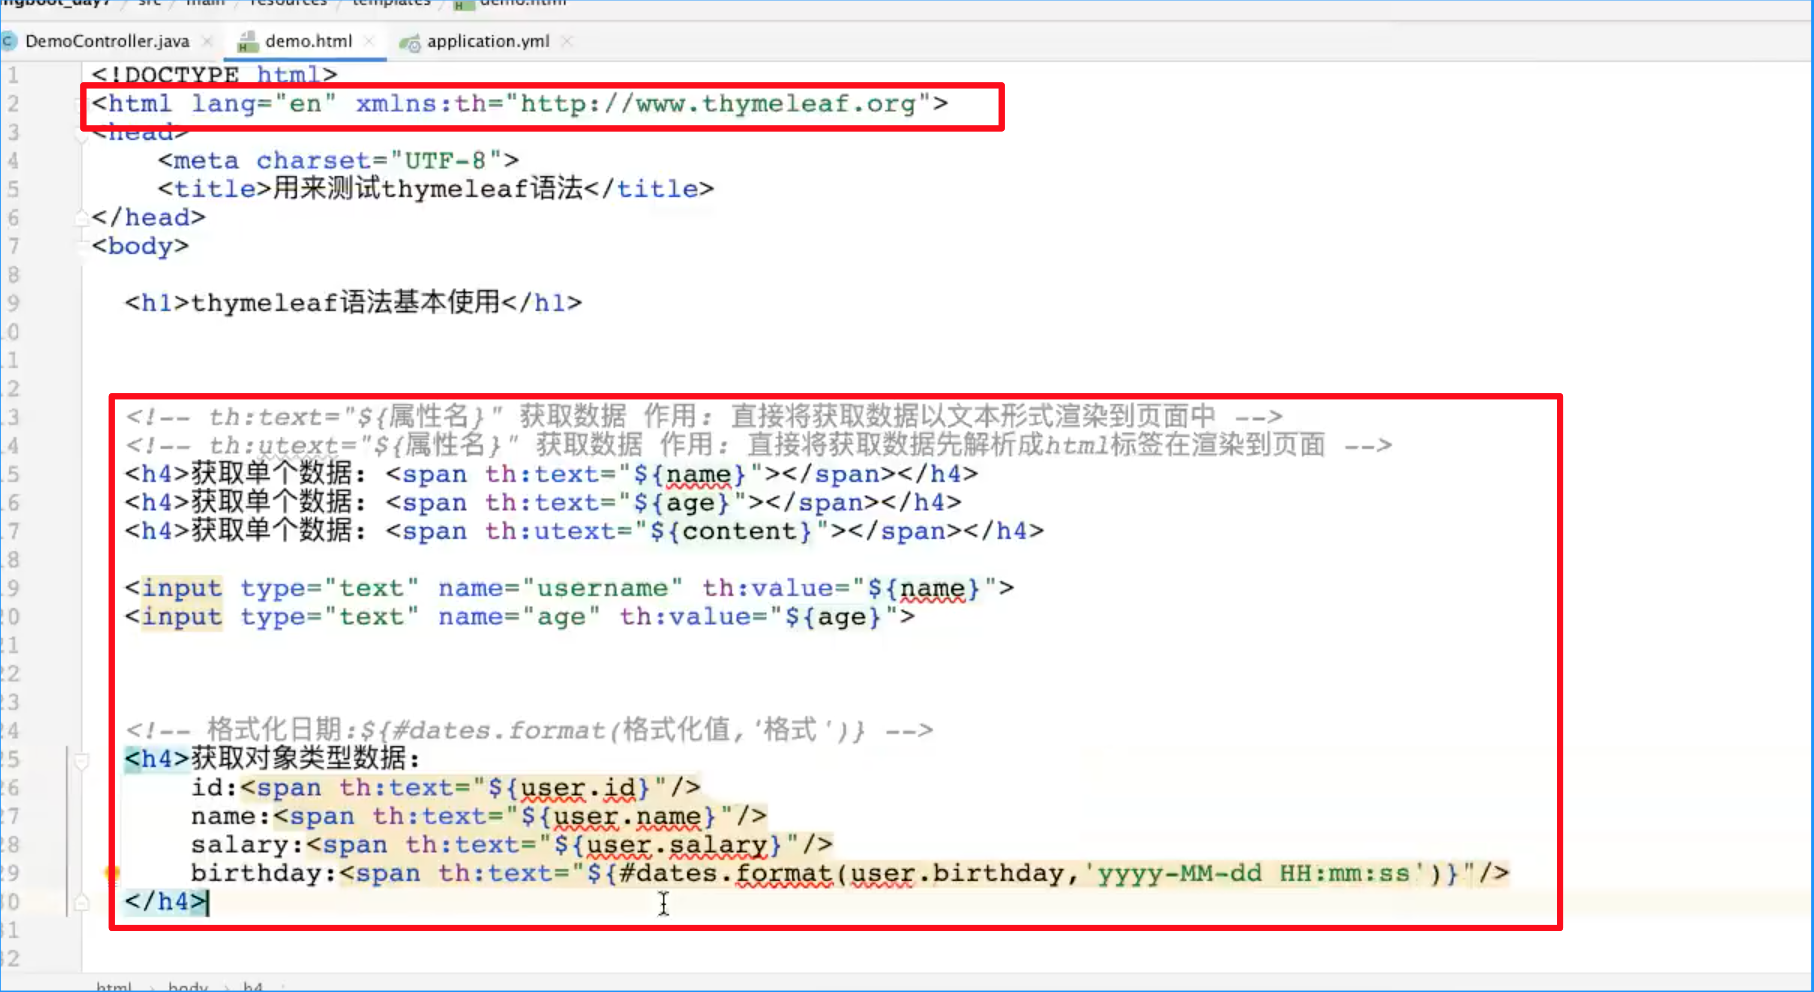 ngboot_day7 / src / main / resources / templates / demo.html
DemoController.java × demo.html × application.yml ×
1 <!DOCTYPE html>
2 <html lang="en" xmlns:th="http://www.thymeleaf.org">
3 <head>
4 <meta charset="UTF-8">
5 <title>用来测试thymeleaf语法</title>
6 </head>
7 <body>
8
9 <h1>thymeleaf语法基本使用</h1>
0
1
2
3 <!-- th:text="${属性名}" 获取数据 作用: 直接将获取数据以文本形式渲染到页面中 -->
4 <!-- th:utext="${属性名}" 获取数据 作用: 直接将获取数据先解析成html标签在渲染到页面 -->
5 <h4>获取单个数据: <span th:text="${name}"></span></h4>
6 <h4>获取单个数据: <span th:text="${age}"></span></h4>
7 <h4>获取单个数据: <span th:utext="${content}"></span></h4>
8
9 <input type="text" name="username" th:value="${name}">
0 <input type="text" name="age" th:value="${age}">
21
22
23
24 <!-- 格式化日期:${#dates.format(格式化值,'格式')} -->
25 <h4>获取对象类型数据:
26 id:<span th:text="${user.id}"/>
27 name:<span th:text="${user.name}"/>
28 salary:<span th:text="${user.salary}"/>
29 birthday:<span th:text="${#dates.format(user.birthday,'yyyy-MM-dd HH:mm:ss')}"/>
0 </h4>
31
32
html › body › h4